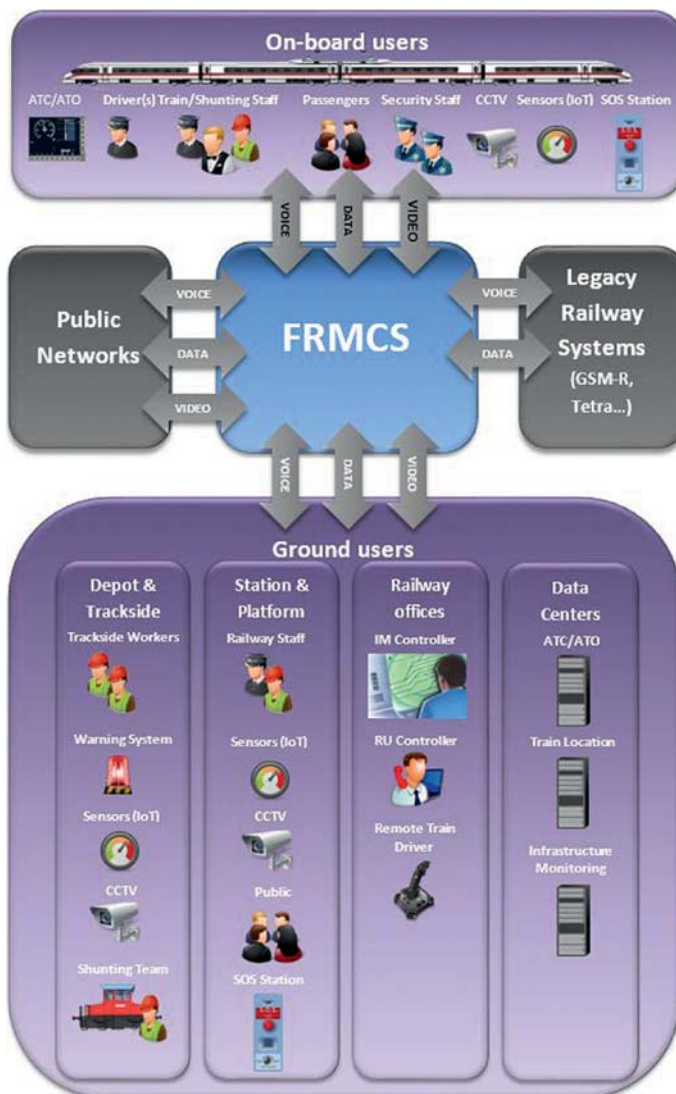 On-board users
ATC/ATO Driver(s) Train/Shunting Staff Passengers Security Staff CCTV Sensors (IoT) SOS Station
VOICE
DATA
VIDEO
Public
Networks
VOICE
DATA
VIDEO
FRMCS
VOICE
DATA
Legacy
Railway
Systems
(GSM-R,
Tetra...)
VOICE
DATA
VIDEO
Ground users
Depot &
Trackside
Trackside Workers
Warning System
Sensors (IoT)
CCTV
Shunting Team
Station &
Platform
Railway Staff
Sensors (IoT)
CCTV
Public
SOS Station
Railway
offices
IM Controller
RU Controller
Remote Train
Driver
Data
Centers
ATC/ATO
Train Location
Infrastructure
Monitoring